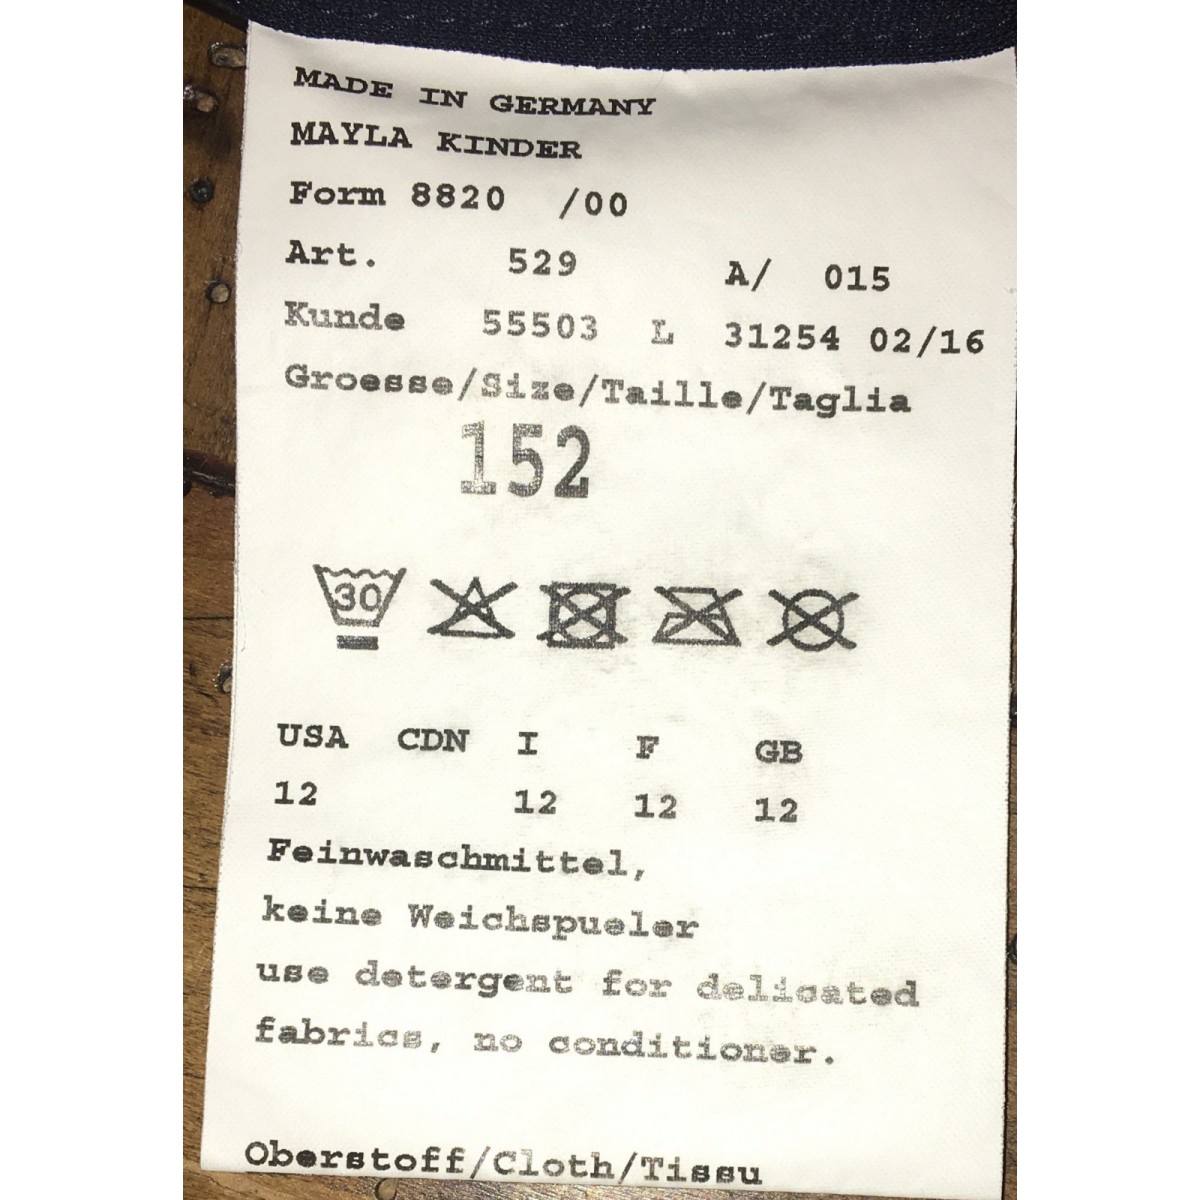 MADE IN GERMANY
MAYLA KINDER
Form 8820 /00
Art. 529 A/ 015
Kunde 55503 L 31254 02/16
Groesse/Size/Taille/Taglia
152
30
USA CDN I F GB
12 12 12 12
Feinwaschmittel,
keine Weichspueler
use detergent for delicated
fabrics, no conditioner.
Oberstoff/Cloth/Tissu